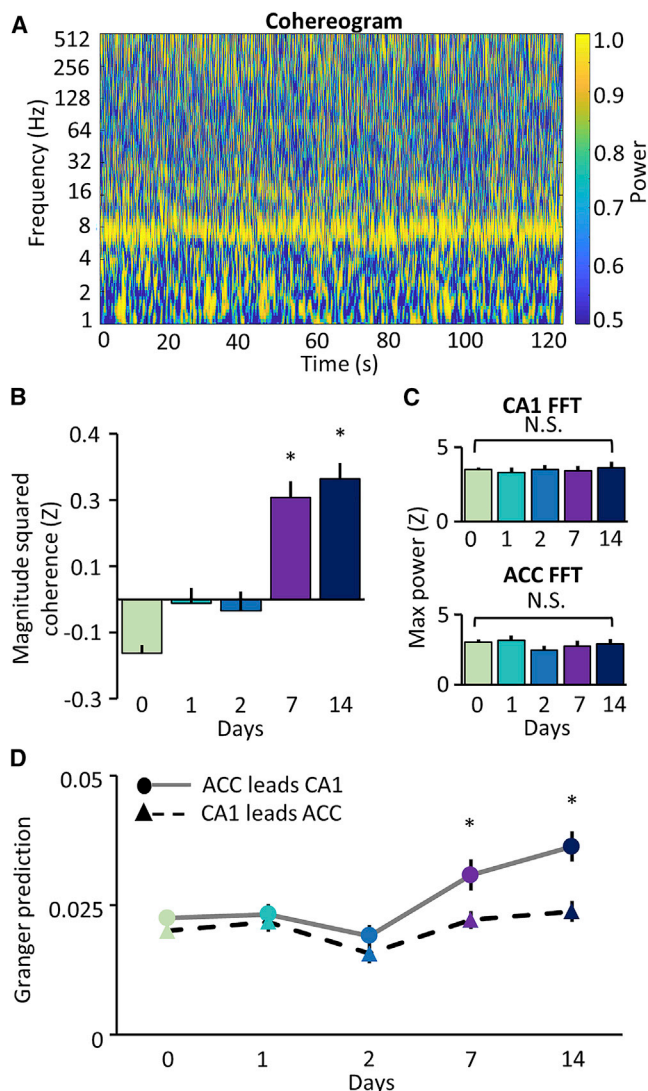 A
Cohereogram
512
256
128
64
32
16
8
4
2
1
Frequency (Hz)
0
20
40
60
80
100
120
Time (s)
1.0
0.9
0.8
0.7
0.6
0.5
Power
B
0.4
0.3
0.1
-0.1
-0.3
Magnitude squared
coherence (Z)
*
*
0
1
2
7
14
Days
C
CA1 FFT
N.S.
5
0
0
1
2
7
14
Max power (Z)
ACC FFT
N.S.
5
0
0
1
2
7
14
Days
D
0.05
0.025
0
Granger prediction
ACC leads CA1
CA1 leads ACC
*
*
0
1
2
7
14
Days